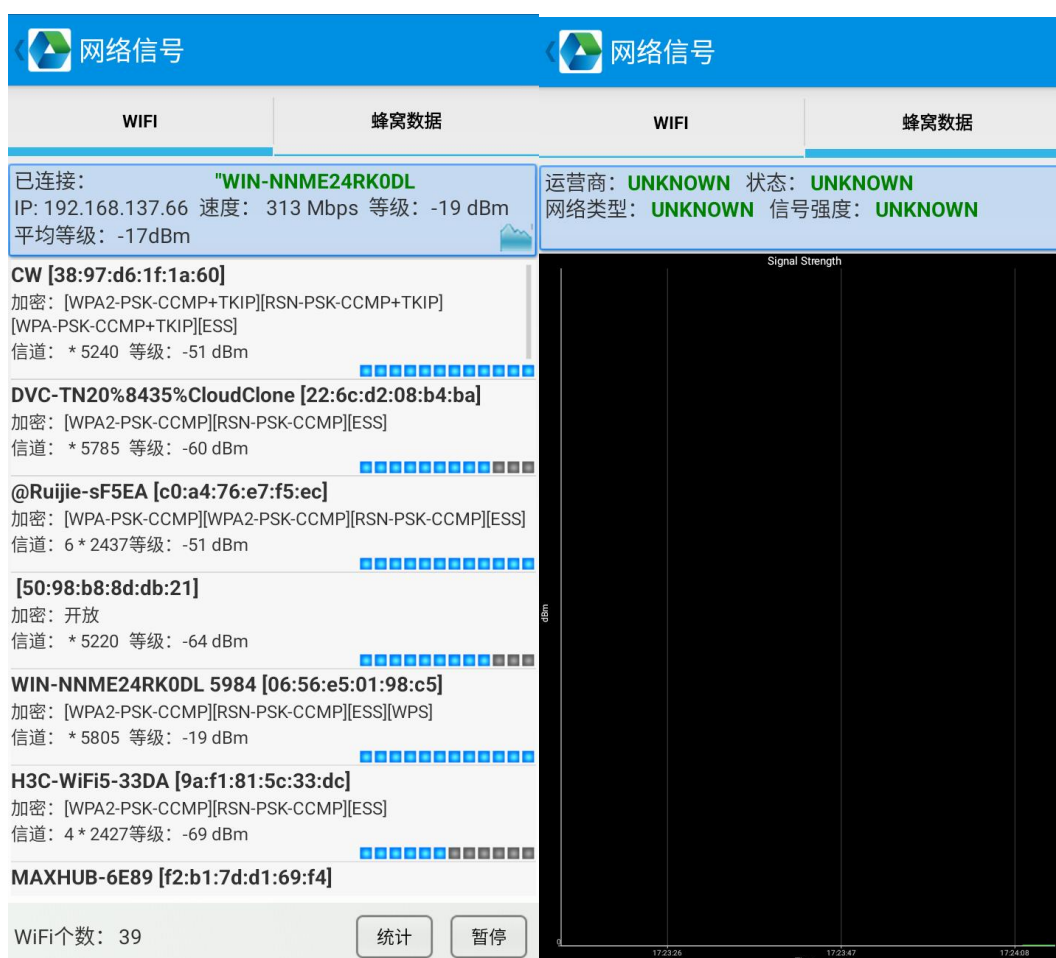 网络信号
WIFI
蜂窝数据
已连接： "WIN-NNME24RK0DL
IP: 192.168.137.66 速度： 313 Mbps 等级：-19 dBm
平均等级：-17dBm
CW [38:97:d6:1f:1a:60]
加密：[WPA2-PSK-CCMP+TKIP][RSN-PSK-CCMP+TKIP]
[WPA-PSK-CCMP+TKIP][ESS]
信道： * 5240 等级：-51 dBm
DVC-TN20%8435%CloudClone [22:6c:d2:08:b4:ba]
加密：[WPA2-PSK-CCMP][RSN-PSK-CCMP][ESS]
信道： * 5785 等级：-60 dBm
@Ruijie-sF5EA [c0:a4:76:e7:f5:ec]
加密：[WPA-PSK-CCMP][WPA2-PSK-CCMP][RSN-PSK-CCMP][ESS]
信道：6 * 2437等级：-51 dBm
[50:98:b8:8d:db:21]
加密：开放
信道： * 5220 等级：-64 dBm
WIN-NNME24RK0DL 5984 [06:56:e5:01:98:c5]
加密：[WPA2-PSK-CCMP][RSN-PSK-CCMP][ESS][WPS]
信道： * 5805 等级：-19 dBm
H3C-WiFi5-33DA [9a:f1:81:5c:33:dc]
加密：[WPA2-PSK-CCMP][RSN-PSK-CCMP][ESS]
信道：4 * 2427等级：-69 dBm
MAXHUB-6E89 [f2:b1:7d:d1:69:f4]
WiFi个数：39
统计
暂停
网络信号
WIFI
蜂窝数据
运营商：UNKNOWN 状态：UNKNOWN
网络类型：UNKNOWN 信号强度：UNKNOWN
Signal Strength
dBm
0
17:23:26
17:23:47
17:24:08